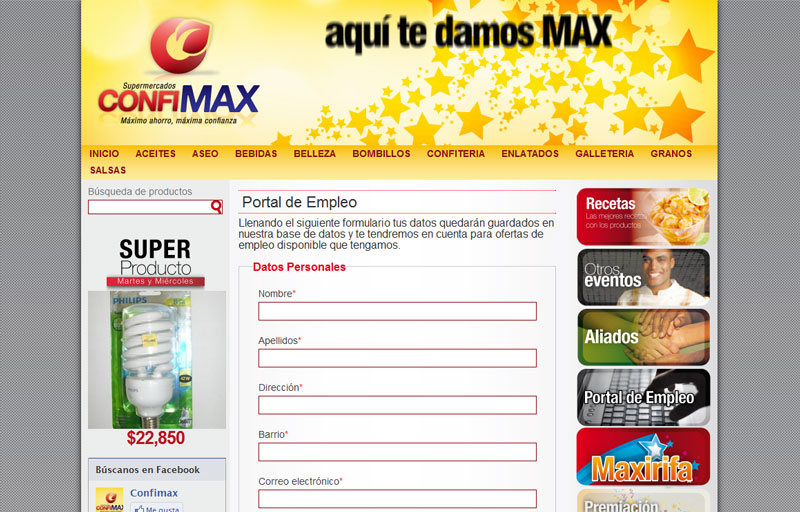 aquí te damos MAX
Supermercados
CONFIMAX
Máximo ahorro, máxima confianza
INICIO ACEITES ASEO BEBIDAS BELLEZA BOMBILLOS CONFITERIA ENLATADOS GALLETERIA GRANOS
SALSAS
Búsqueda de productos
SUPER
Producto
Martes y Miércoles
PHILIPS
$22,850
Búscanos en Facebook
CONFIMAX
Confimax
Me gusta
Portal de Empleo
Llenando el siguiente formulario tus datos quedarán guardados en
nuestra base de datos y te tendremos en cuenta para ofertas de
empleo disponible que tengamos.
Datos Personales
Nombre*
Apellidos*
Dirección*
Barrio*
Correo electrónico*
Recetas
Las mejores recetas
con los productos
Otros
eventos
Aliados
Portal de Empleo
Maxirifa
Premiación